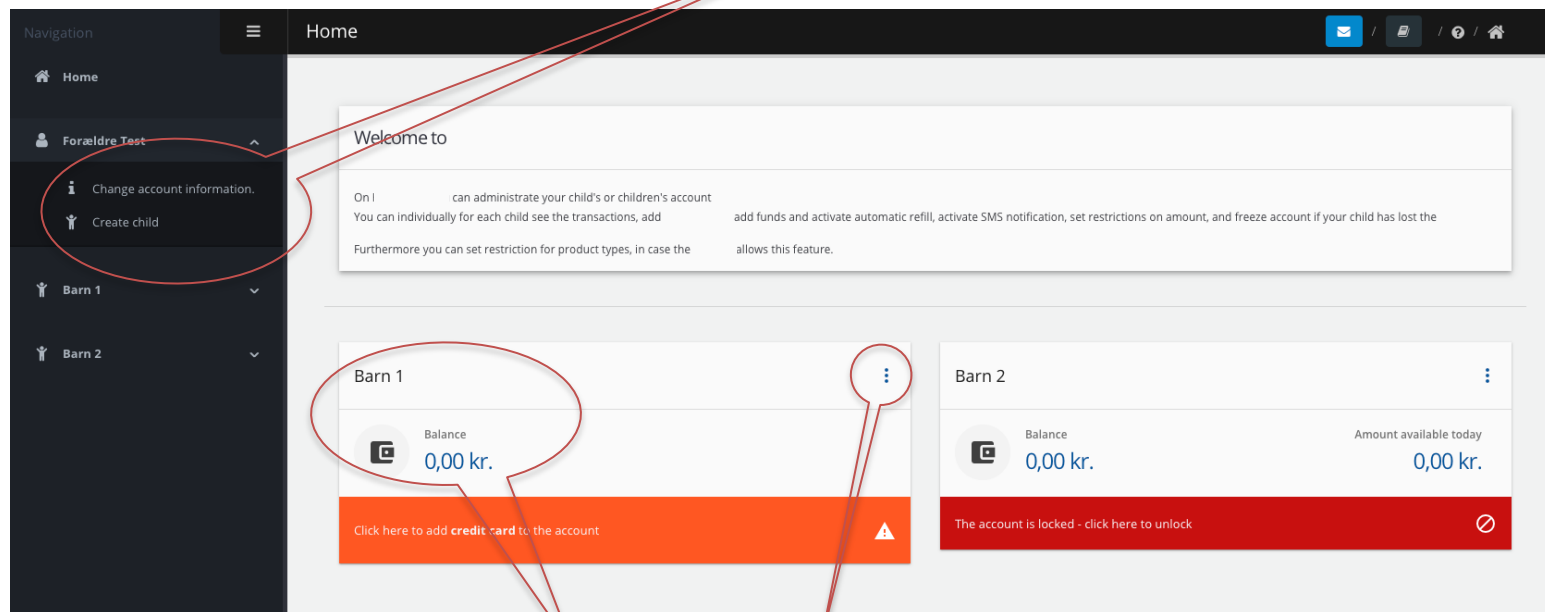 Navigation
Home
Home
Forældre Test
Change account information.
Create child
Barn 1
Barn 2
Welcome to
On l can administrate your child's or children's account
You can individually for each child see the transactions, add add funds and activate automatic refill, activate SMS notification, set restrictions on amount, and freeze account if your child has lost the
Furthermore you can set restriction for product types, in case the allows this feature.
Barn 1
Balance
0,00 kr.
Click here to add credit card to the account
Barn 2
Balance
0,00 kr.
Amount available today
0,00 kr.
The account is locked - click here to unlock